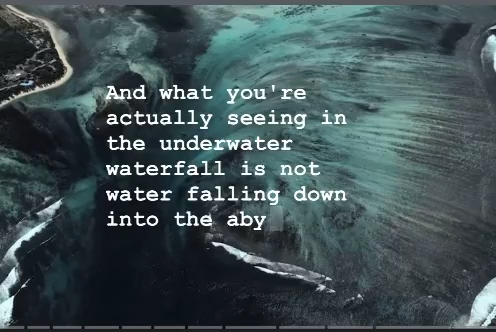 And what you're
actually seeing in
the underwater
waterfall is not
water falling down
into the aby